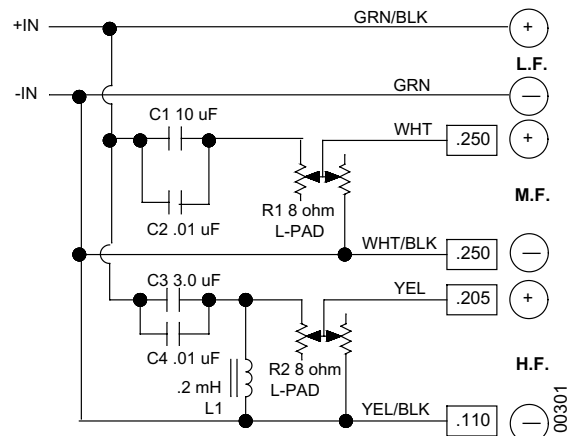 GRN/BLK
+IN
+
L.F.
-IN
GRN
—
C1 10 uF
WHT
.250
+
R1 8 ohm
L-PAD
M.F.
C2 .01 uF
WHT/BLK
.250
—
C3 3.0 uF
YEL
.205
+
C4 .01 uF
R2 8 ohm
L-PAD
H.F.
.2 mH
L1
YEL/BLK
.110
—
00301